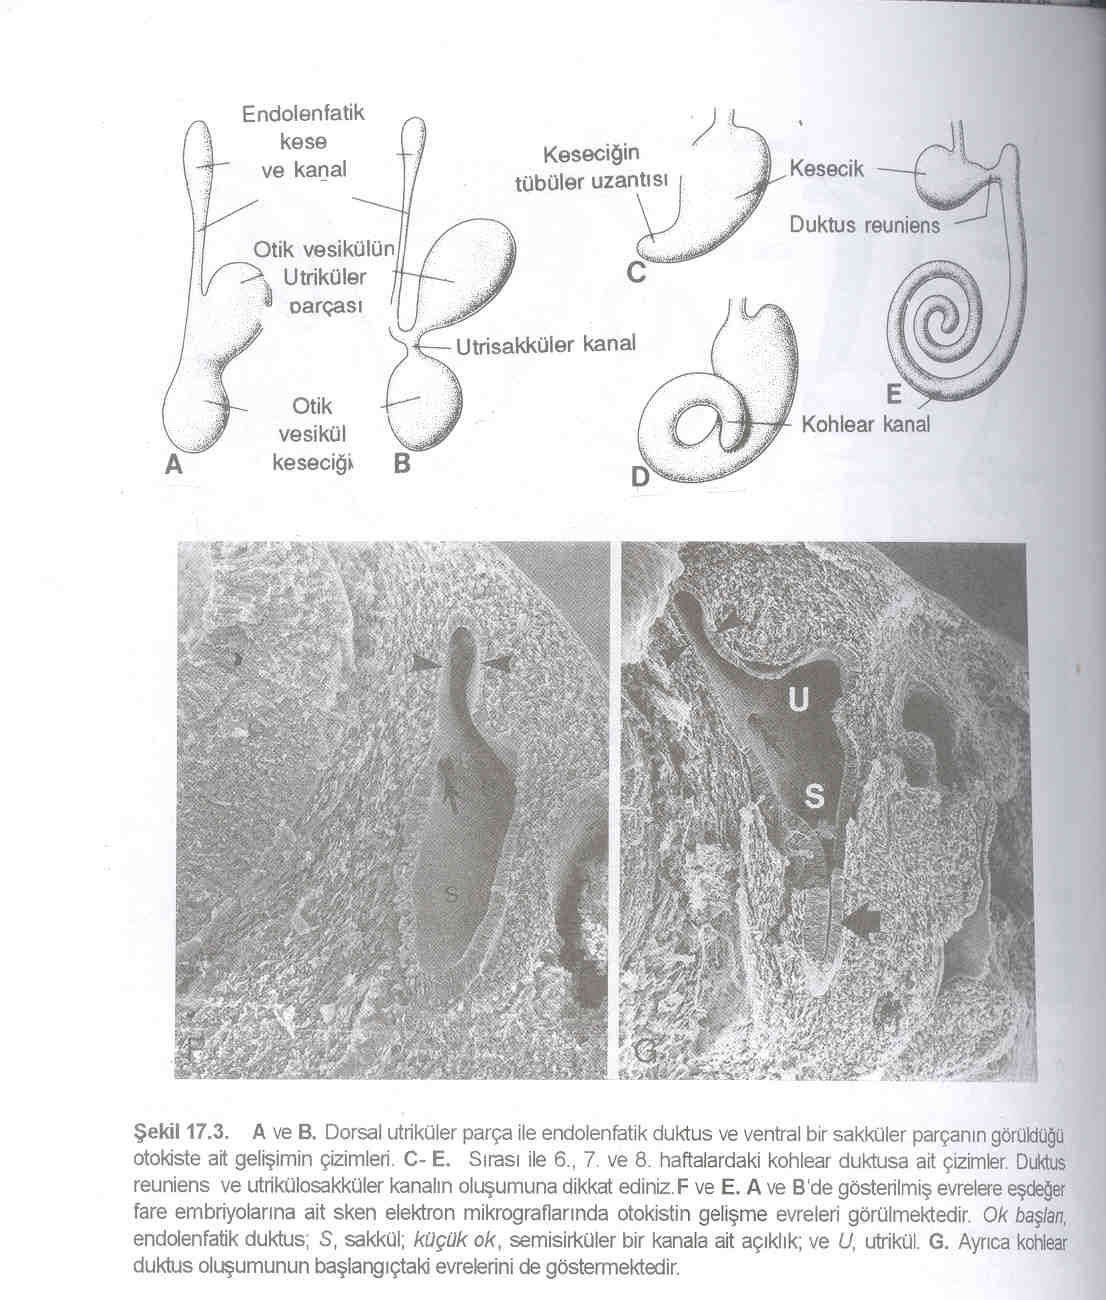 Endolenfatik
kese
ve kanal
Otik vesikülün
Utriküler
parçası
Utrisakküler kanal
Otik
vesikül
keseciği
A
B
Keseciğin
tübüler uzantısı
Kesecik
Duktus reuniens
C
Kohlear kanal
D
E
U
S
S
F
G
Şekil 17.3. A ve B. Dorsal utriküler parça ile endolenfatik duktus ve ventral bir sakküler parçanın görüldüğü
otokiste ait gelişimin çizimleri. C- E. Sırası ile 6., 7. ve 8. haftalardaki kohlear duktusa ait çizimler. Duktus
reuniens ve utrikülosakküler kanalın oluşumuna dikkat ediniz. F ve E. A ve B'de gösterilmiş evrelere eşdeğer
fare embriyolarına ait sken elektron mikrograflarında otokistin gelişme evreleri görülmektedir. Ok başları,
endolenfatik duktus; S, sakkül; küçük ok, semisirküler bir kanala ait açıklık; ve U, utrikül. G. Ayrıca kohlear
duktus oluşumunun başlangıçtaki evrelerini de göstermektedir.